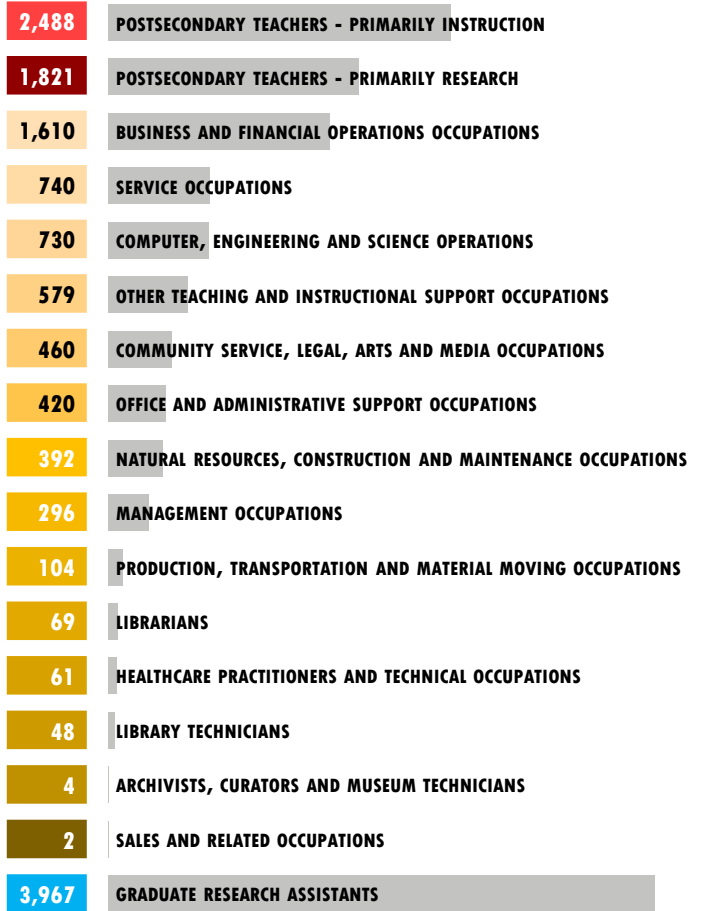 2,488 POSTSECONDARY TEACHERS - PRIMARILY INSTRUCTION
1,821 POSTSECONDARY TEACHERS - PRIMARILY RESEARCH
1,610 BUSINESS AND FINANCIAL OPERATIONS OCCUPATIONS
740 SERVICE OCCUPATIONS
730 COMPUTER, ENGINEERING AND SCIENCE OPERATIONS
579 OTHER TEACHING AND INSTRUCTIONAL SUPPORT OCCUPATIONS
460 COMMUNITY SERVICE, LEGAL, ARTS AND MEDIA OCCUPATIONS
420 OFFICE AND ADMINISTRATIVE SUPPORT OCCUPATIONS
392 NATURAL RESOURCES, CONSTRUCTION AND MAINTENANCE OCCUPATIONS
296 MANAGEMENT OCCUPATIONS
104 PRODUCTION, TRANSPORTATION AND MATERIAL MOVING OCCUPATIONS
69 LIBRARIANS
61 HEALTHCARE PRACTITIONERS AND TECHNICAL OCCUPATIONS
48 LIBRARY TECHNICIANS
4 ARCHIVISTS, CURATORS AND MUSEUM TECHNICIANS
2 SALES AND RELATED OCCUPATIONS
3,967 GRADUATE RESEARCH ASSISTANTS